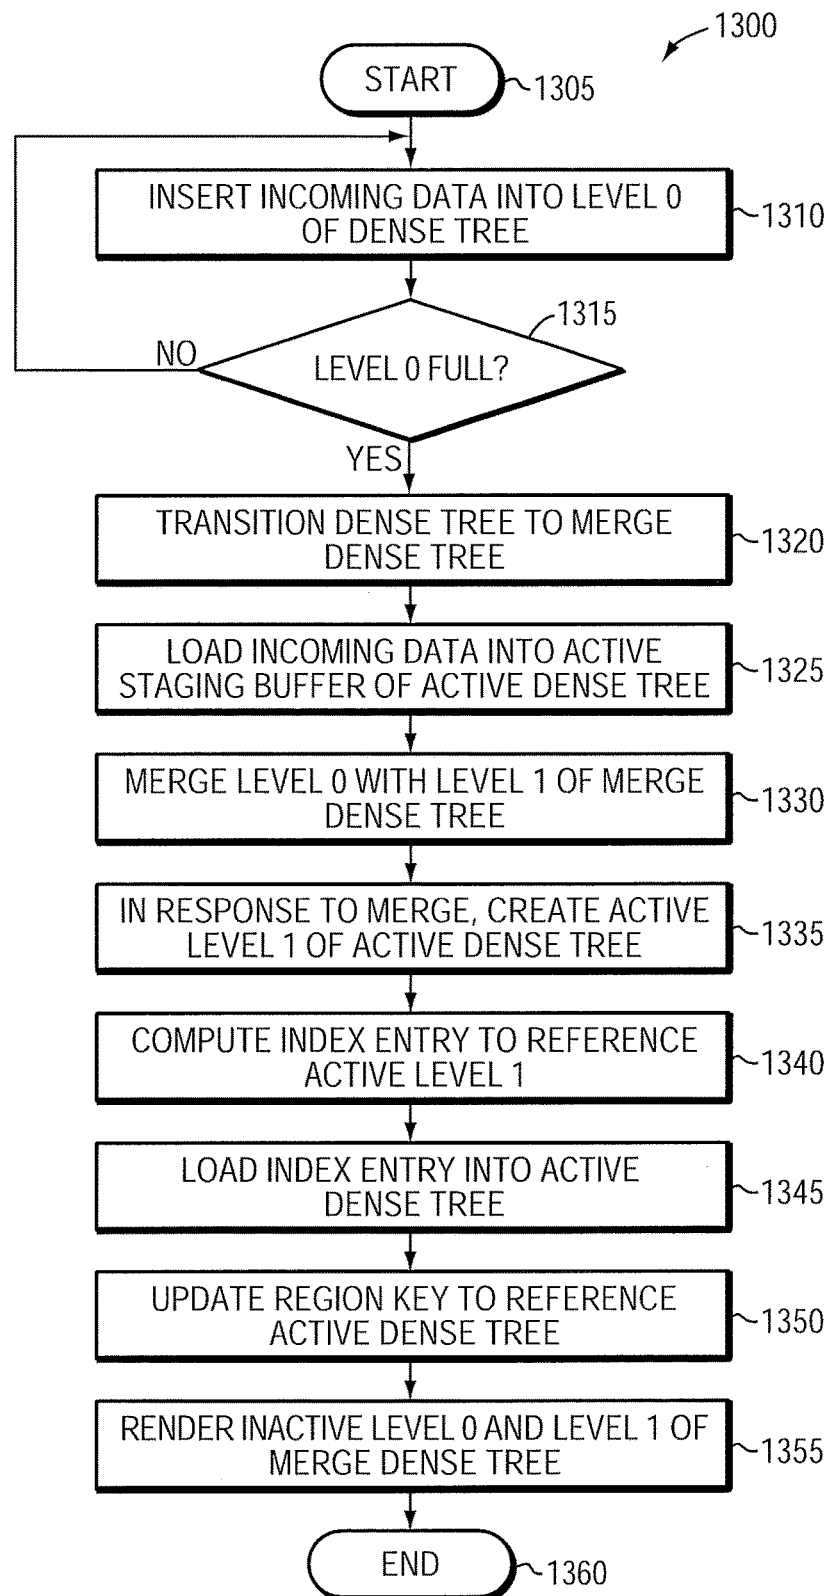 1300
START
1305
INSERT INCOMING DATA INTO LEVEL 0
OF DENSE TREE
1310
1315
LEVEL 0 FULL?
NO
YES
TRANSITION DENSE TREE TO MERGE
DENSE TREE
1320
LOAD INCOMING DATA INTO ACTIVE
STAGING BUFFER OF ACTIVE DENSE TREE
1325
MERGE LEVEL 0 WITH LEVEL 1 OF MERGE
DENSE TREE
1330
IN RESPONSE TO MERGE, CREATE ACTIVE
LEVEL 1 OF ACTIVE DENSE TREE
1335
COMPUTE INDEX ENTRY TO REFERENCE
ACTIVE LEVEL 1
1340
LOAD INDEX ENTRY INTO ACTIVE
DENSE TREE
1345
UPDATE REGION KEY TO REFERENCE
ACTIVE DENSE TREE
1350
RENDER INACTIVE LEVEL 0 AND LEVEL 1 OF
MERGE DENSE TREE
1355
END
1360